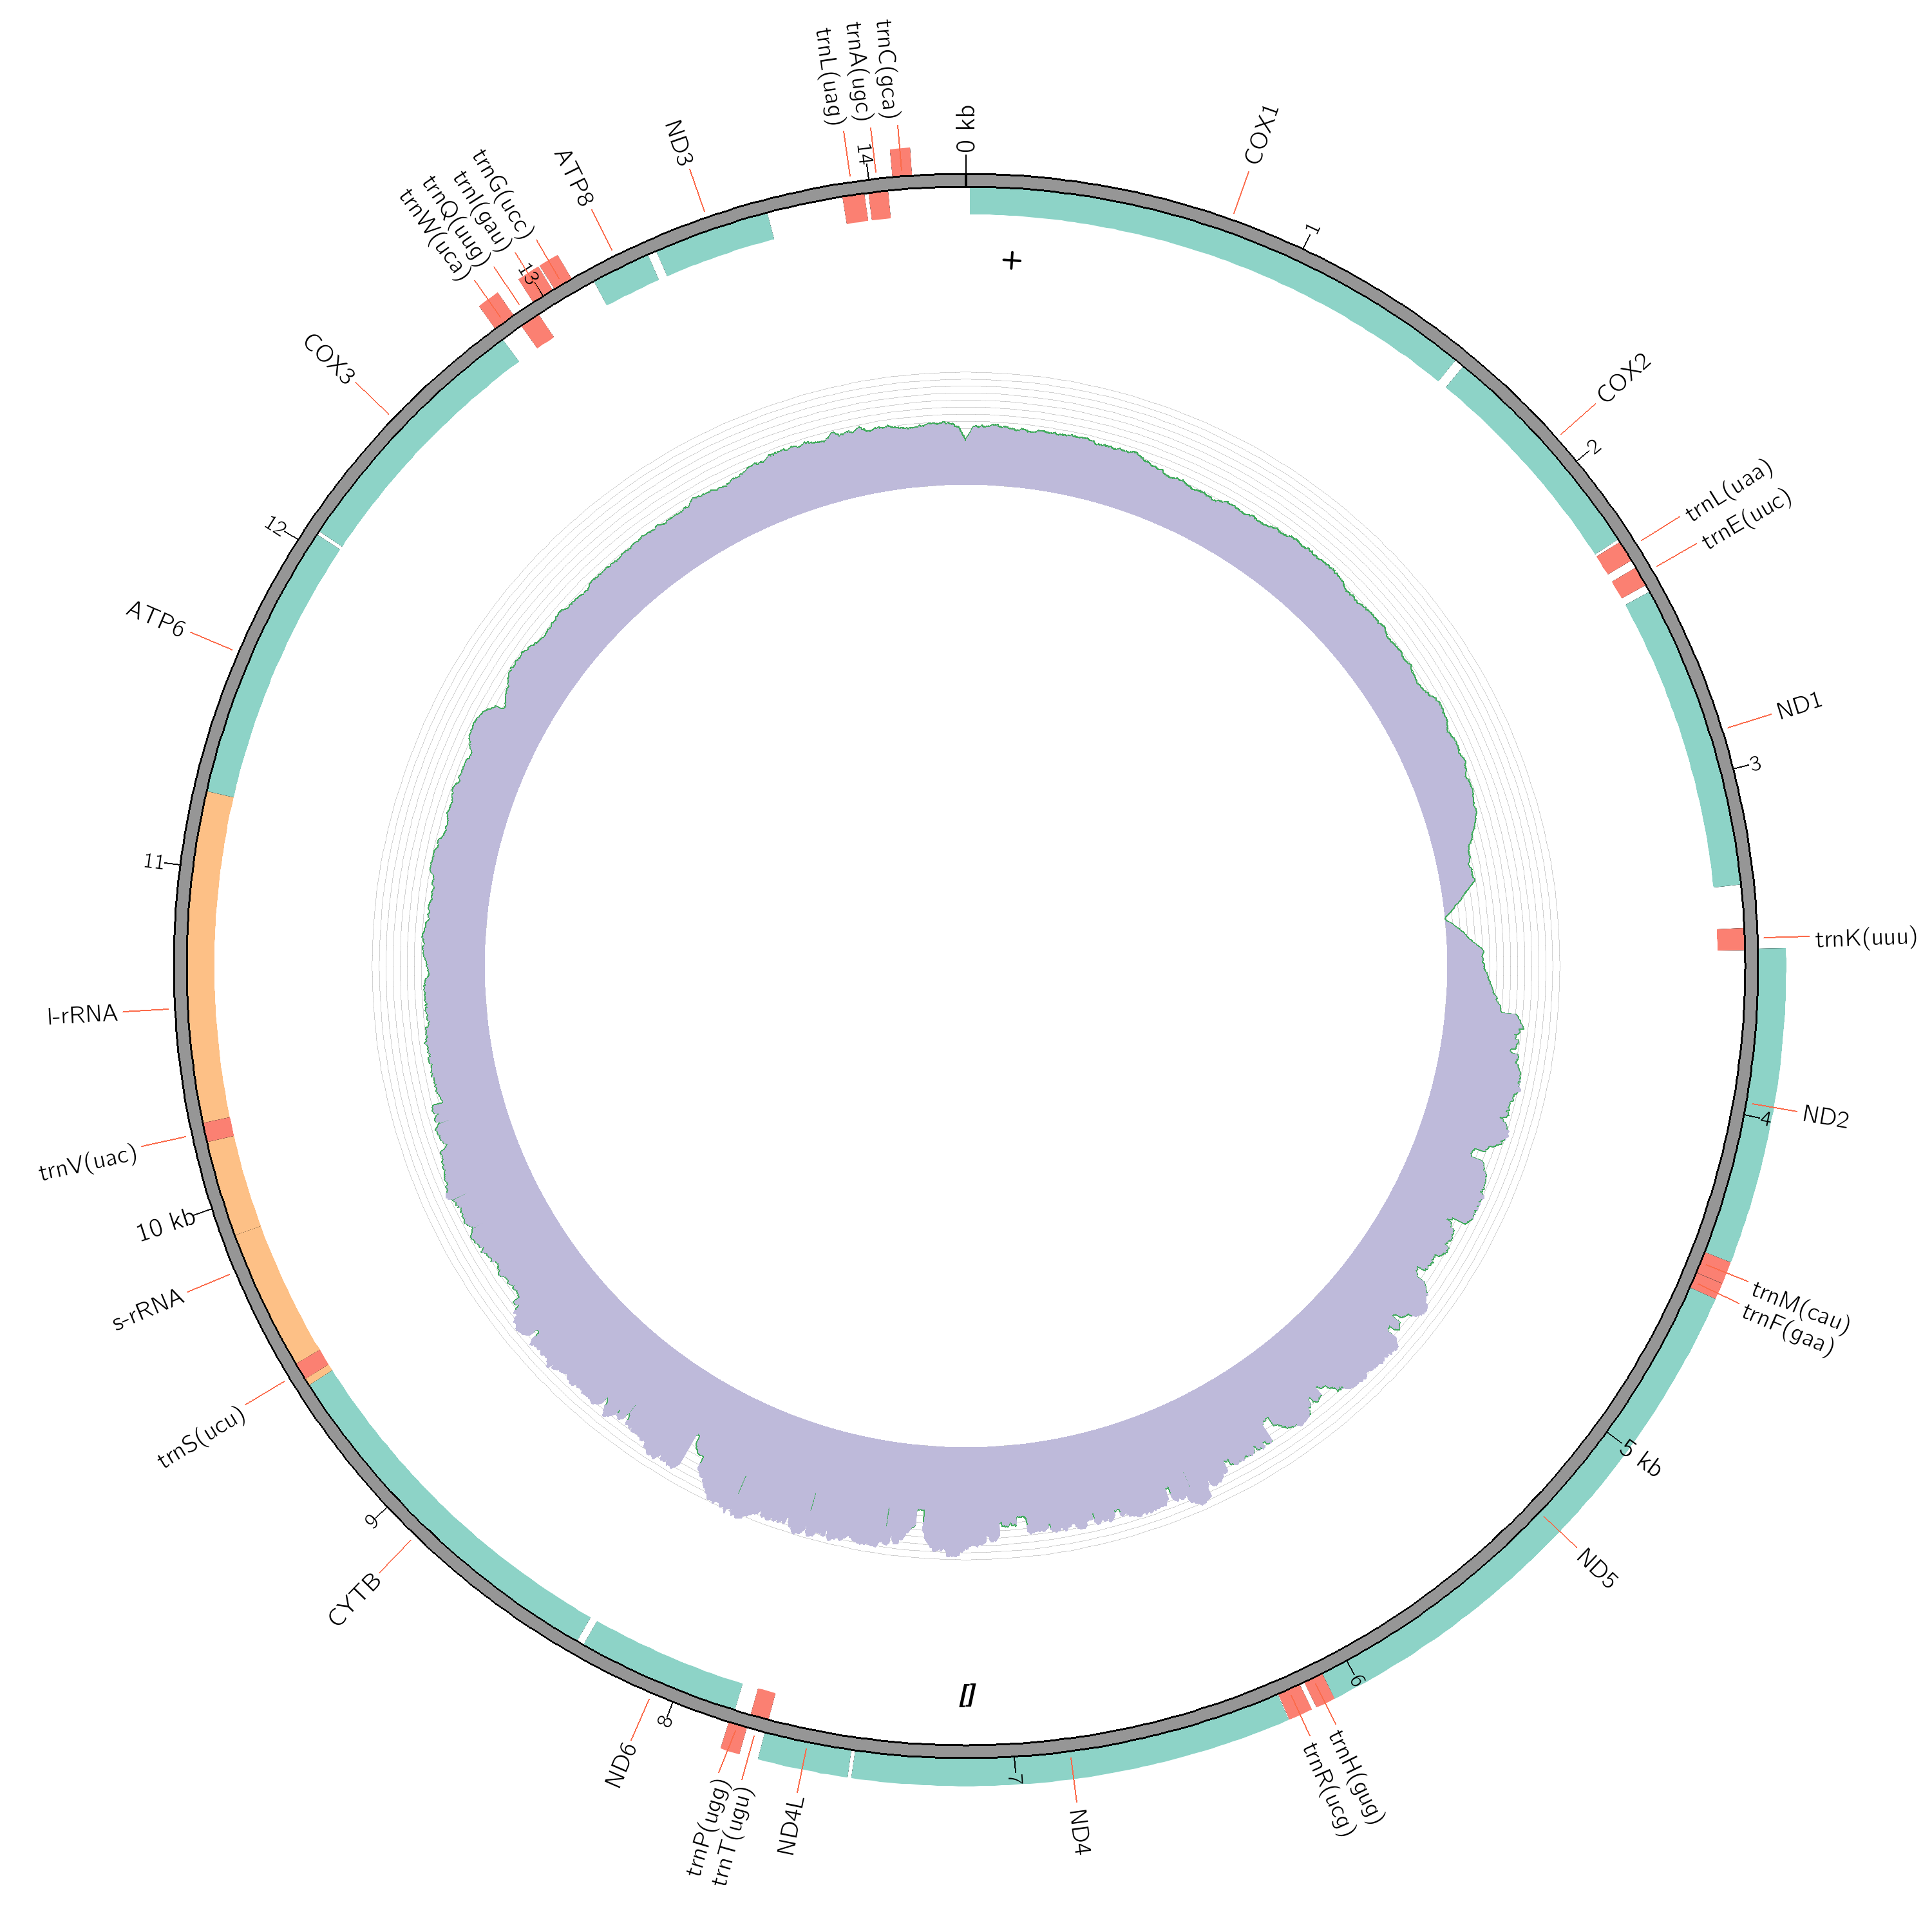 0 kb
COX1
1
COX2
2
trnL(uaa)
trnE(uuc)
ND1
3
trnK(uuu)
ND2
4
trnM(cau)
trnF(gaa)
5 kb
ND5
6
trnH(gug)
trnR(ucg)
ND4
7
ND4L
trnT(ugu)
trnP(ugg)
8
ND6
CYTB
9
trnS(ucu)
s-rRNA
10 kb
trnV(uac)
l-rRNA
11
ATP6
12
COX3
trnW(uca)
trnQ(uug)
trnI(gau)
13
trnG(ucc)
ATP8
ND3
trnL(uag)
14
trnA(ugc)
trnC(gca)
+
[]